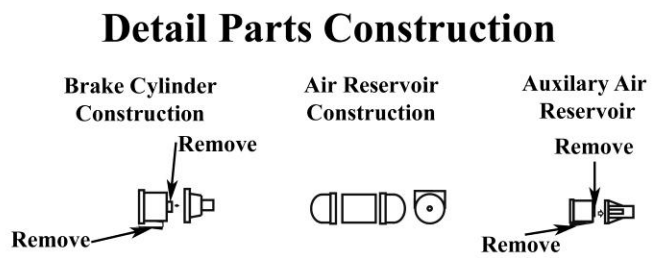 Detail Parts Construction
Brake Cylinder
Construction
Remove
Remove
Air Reservoir
Construction
Auxilary Air
Reservoir
Remove
Remove